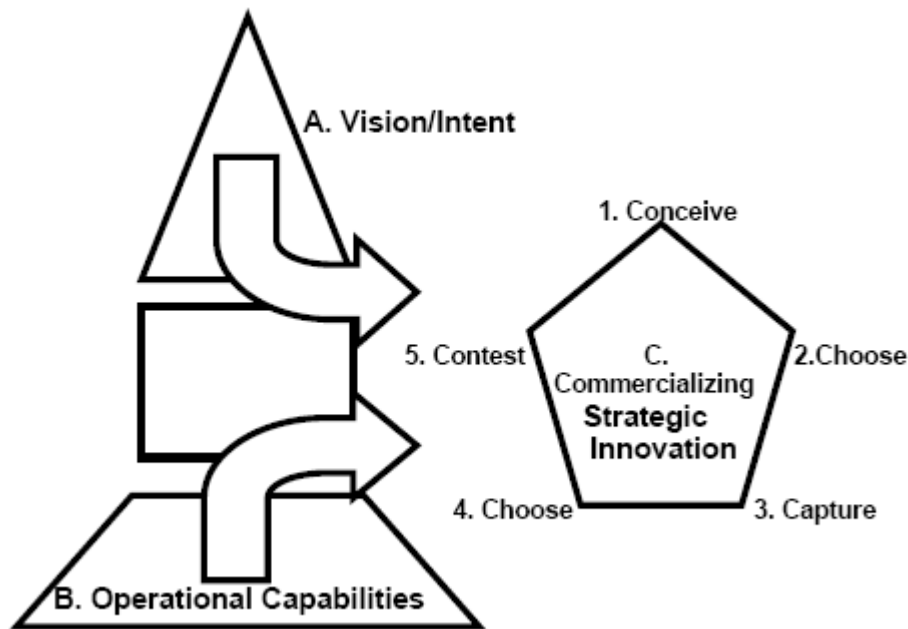 A. Vision/Intent
1. Conceive
5. Contest
C.
2.Choose
Commercializing
Strategic
Innovation
4. Choose
3. Capture
B. Operational Capabilities